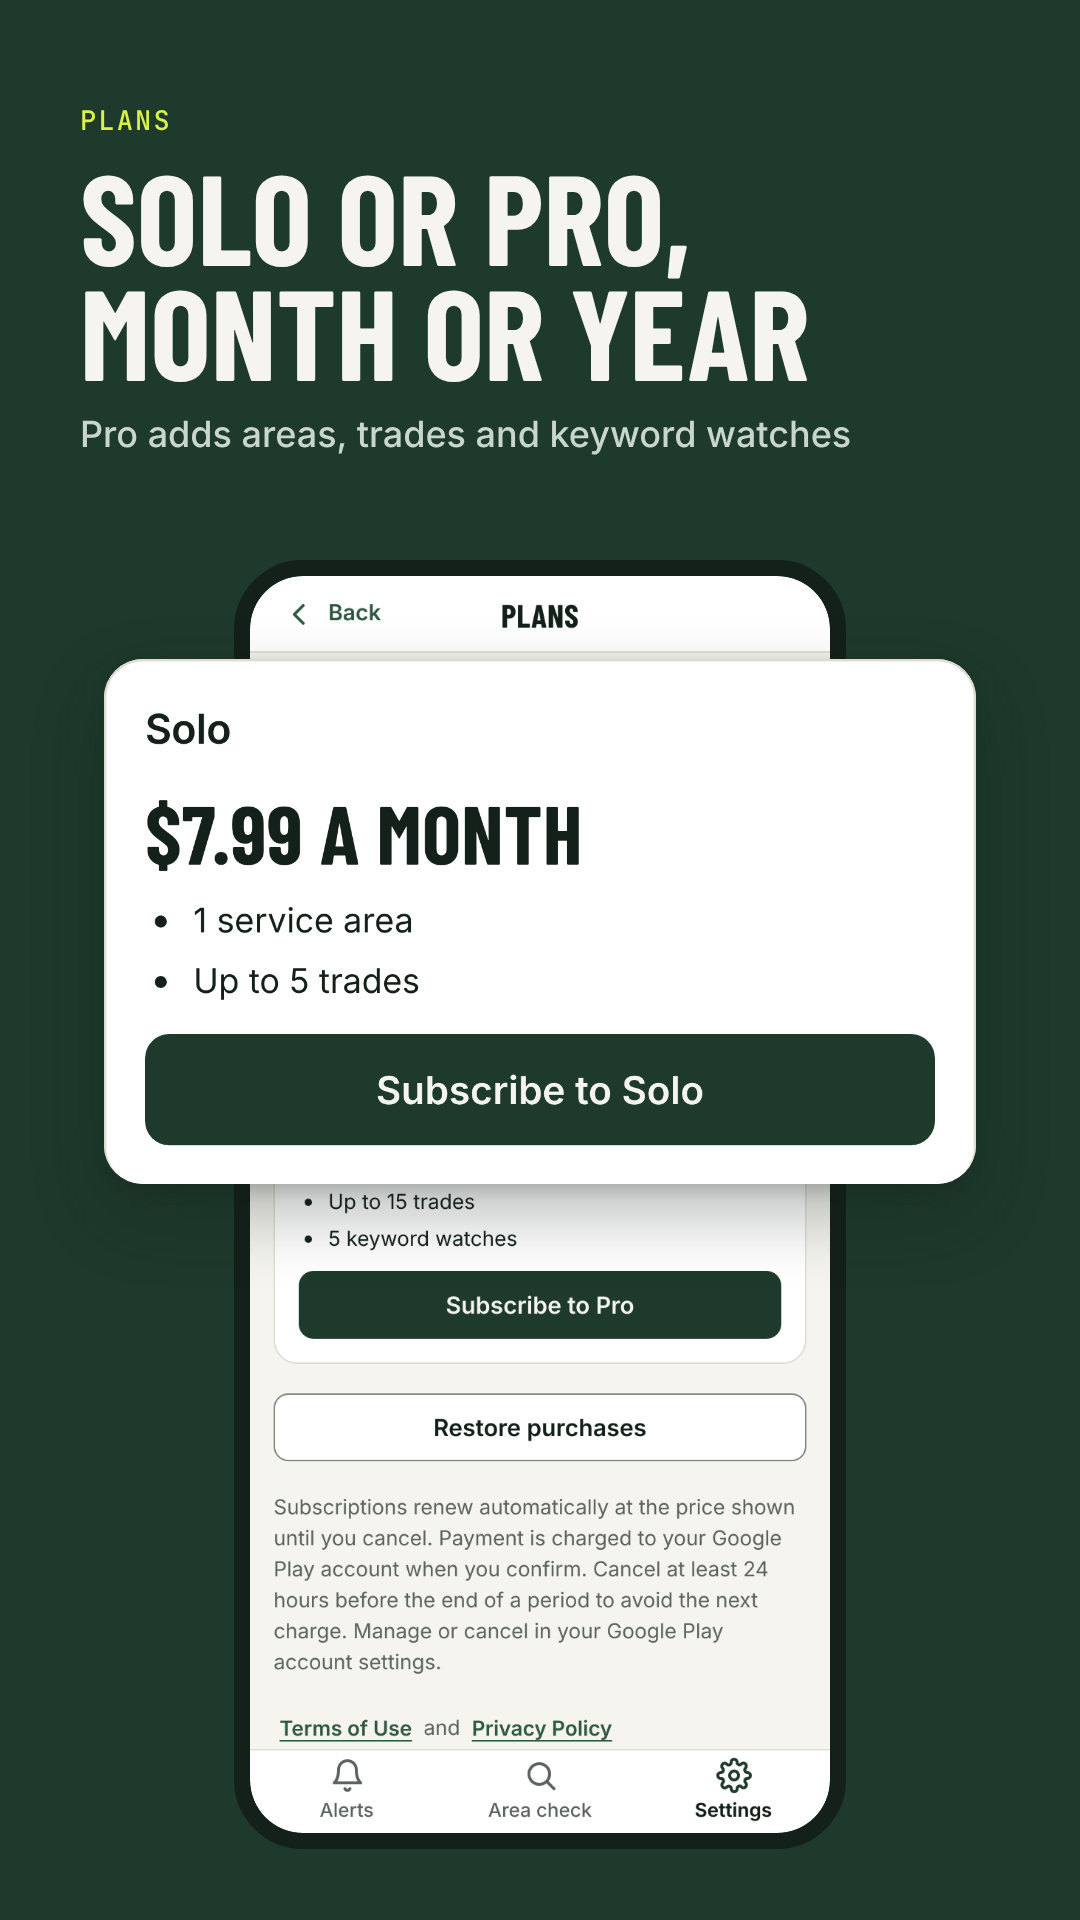 PLANS
SOLO OR PRO,
MONTH OR YEAR
Pro adds areas, trades and keyword watches
Back
PLANS
Solo
$7.99 A MONTH
• 1 service area
• Up to 5 trades
Subscribe to Solo
• Up to 15 trades
• 5 keyword watches
Subscribe to Pro
Restore purchases
Subscriptions renew automatically at the price shown
until you cancel. Payment is charged to your Google
Play account when you confirm. Cancel at least 24
hours before the end of a period to avoid the next
charge. Manage or cancel in your Google Play
account settings.
Terms of Use and Privacy Policy
Alerts
Area check
Settings